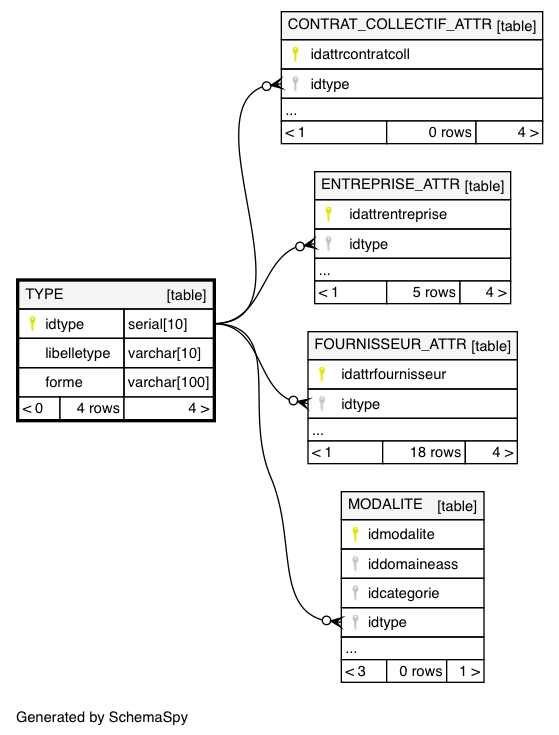 CONTRAT_COLLECTIF_ATTR [table]
idattrcontratcoll
idtype
...
< 1 0 rows 4 >
ENTREPRISE_ATTR [table]
idattrentreprise
idtype
...
< 1 5 rows 4 >
TYPE [table]
idtype serial[10]
libelletype varchar[10]
forme varchar[100]
< 0 4 rows 4 >
FOURNISSEUR_ATTR [table]
idattrfournisseur
idtype
...
< 1 18 rows 4 >
MODALITE [table]
idmodalite
iddomaineass
idcategorie
idtype
...
< 3 0 rows 1 >
Generated by SchemaSpy